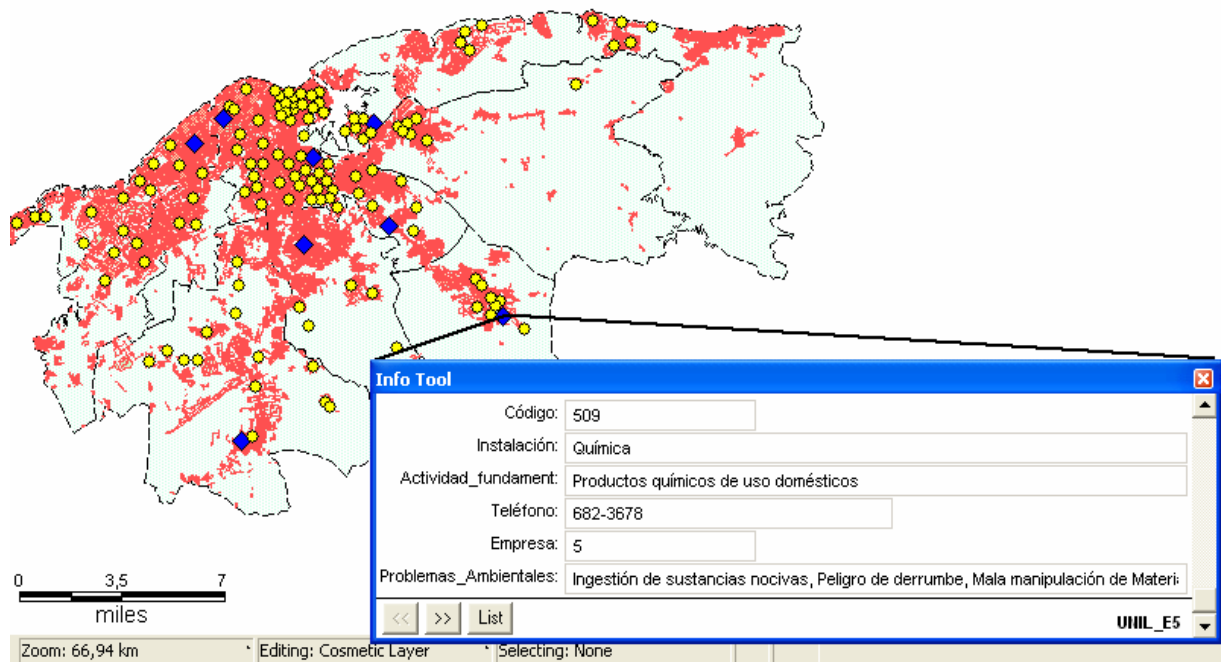 Info Tool
Código: 509
Instalación: Química
Actividad_fundament: Productos químicos de uso domésticos
Teléfono: 682-3678
Empresa: 5
Problemas_Ambientales: Ingestión de sustancias nocivas, Peligro de derrumbe, Mala manipulación de Materi
<< >> List UNIL_E5
0 3,5 7
miles
Zoom: 66,94 km Editing: Cosmetic Layer Selecting: None